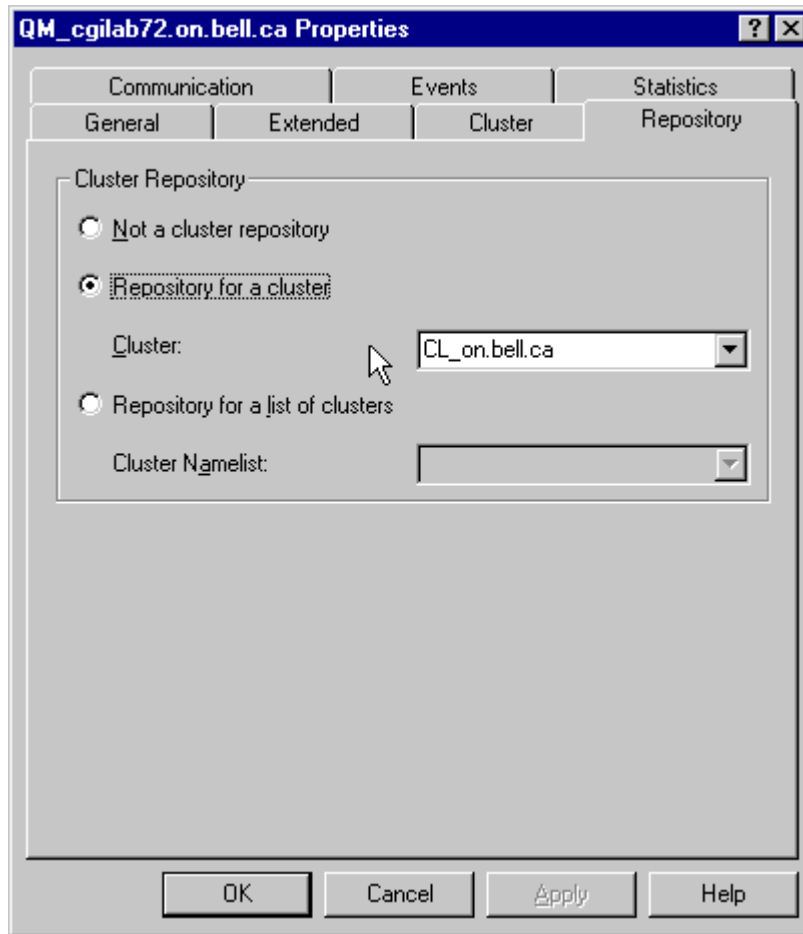 QM_cgilab72.on.bell.ca Properties
Communication Events Statistics
General Extended Cluster Repository
Cluster Repository
Not a cluster repository
Repository for a cluster
Cluster: CL_on.bell.ca
Repository for a list of clusters
Cluster Namelist:
OK Cancel Apply Help